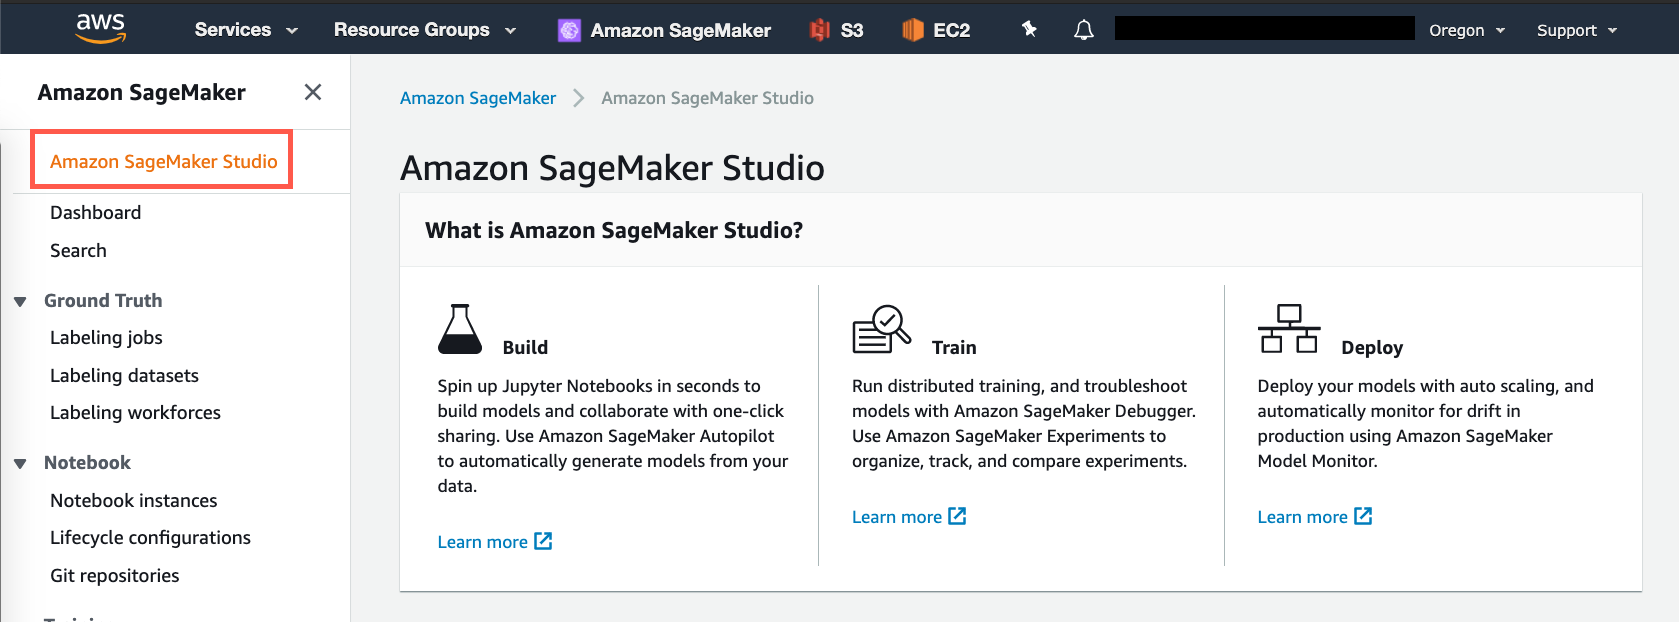 aws
Services
Resource Groups
Amazon SageMaker
S3
EC2
Oregon
Support
Amazon SageMaker
Amazon SageMaker Studio
Dashboard
Search
Ground Truth
Labeling jobs
Labeling datasets
Labeling workforces
Notebook
Notebook instances
Lifecycle configurations
Git repositories
Amazon SageMaker
Amazon SageMaker Studio
Amazon SageMaker Studio
What is Amazon SageMaker Studio?
Build
Spin up Jupyter Notebooks in seconds to
build models and collaborate with one-click
sharing. Use Amazon SageMaker Autopilot
to automatically generate models from your
data.
Learn more
Train
Run distributed training, and troubleshoot
models with Amazon SageMaker Debugger.
Use Amazon SageMaker Experiments to
organize, track, and compare experiments.
Learn more
Deploy
Deploy your models with auto scaling, and
automatically monitor for drift in
production using Amazon SageMaker
Model Monitor.
Learn more